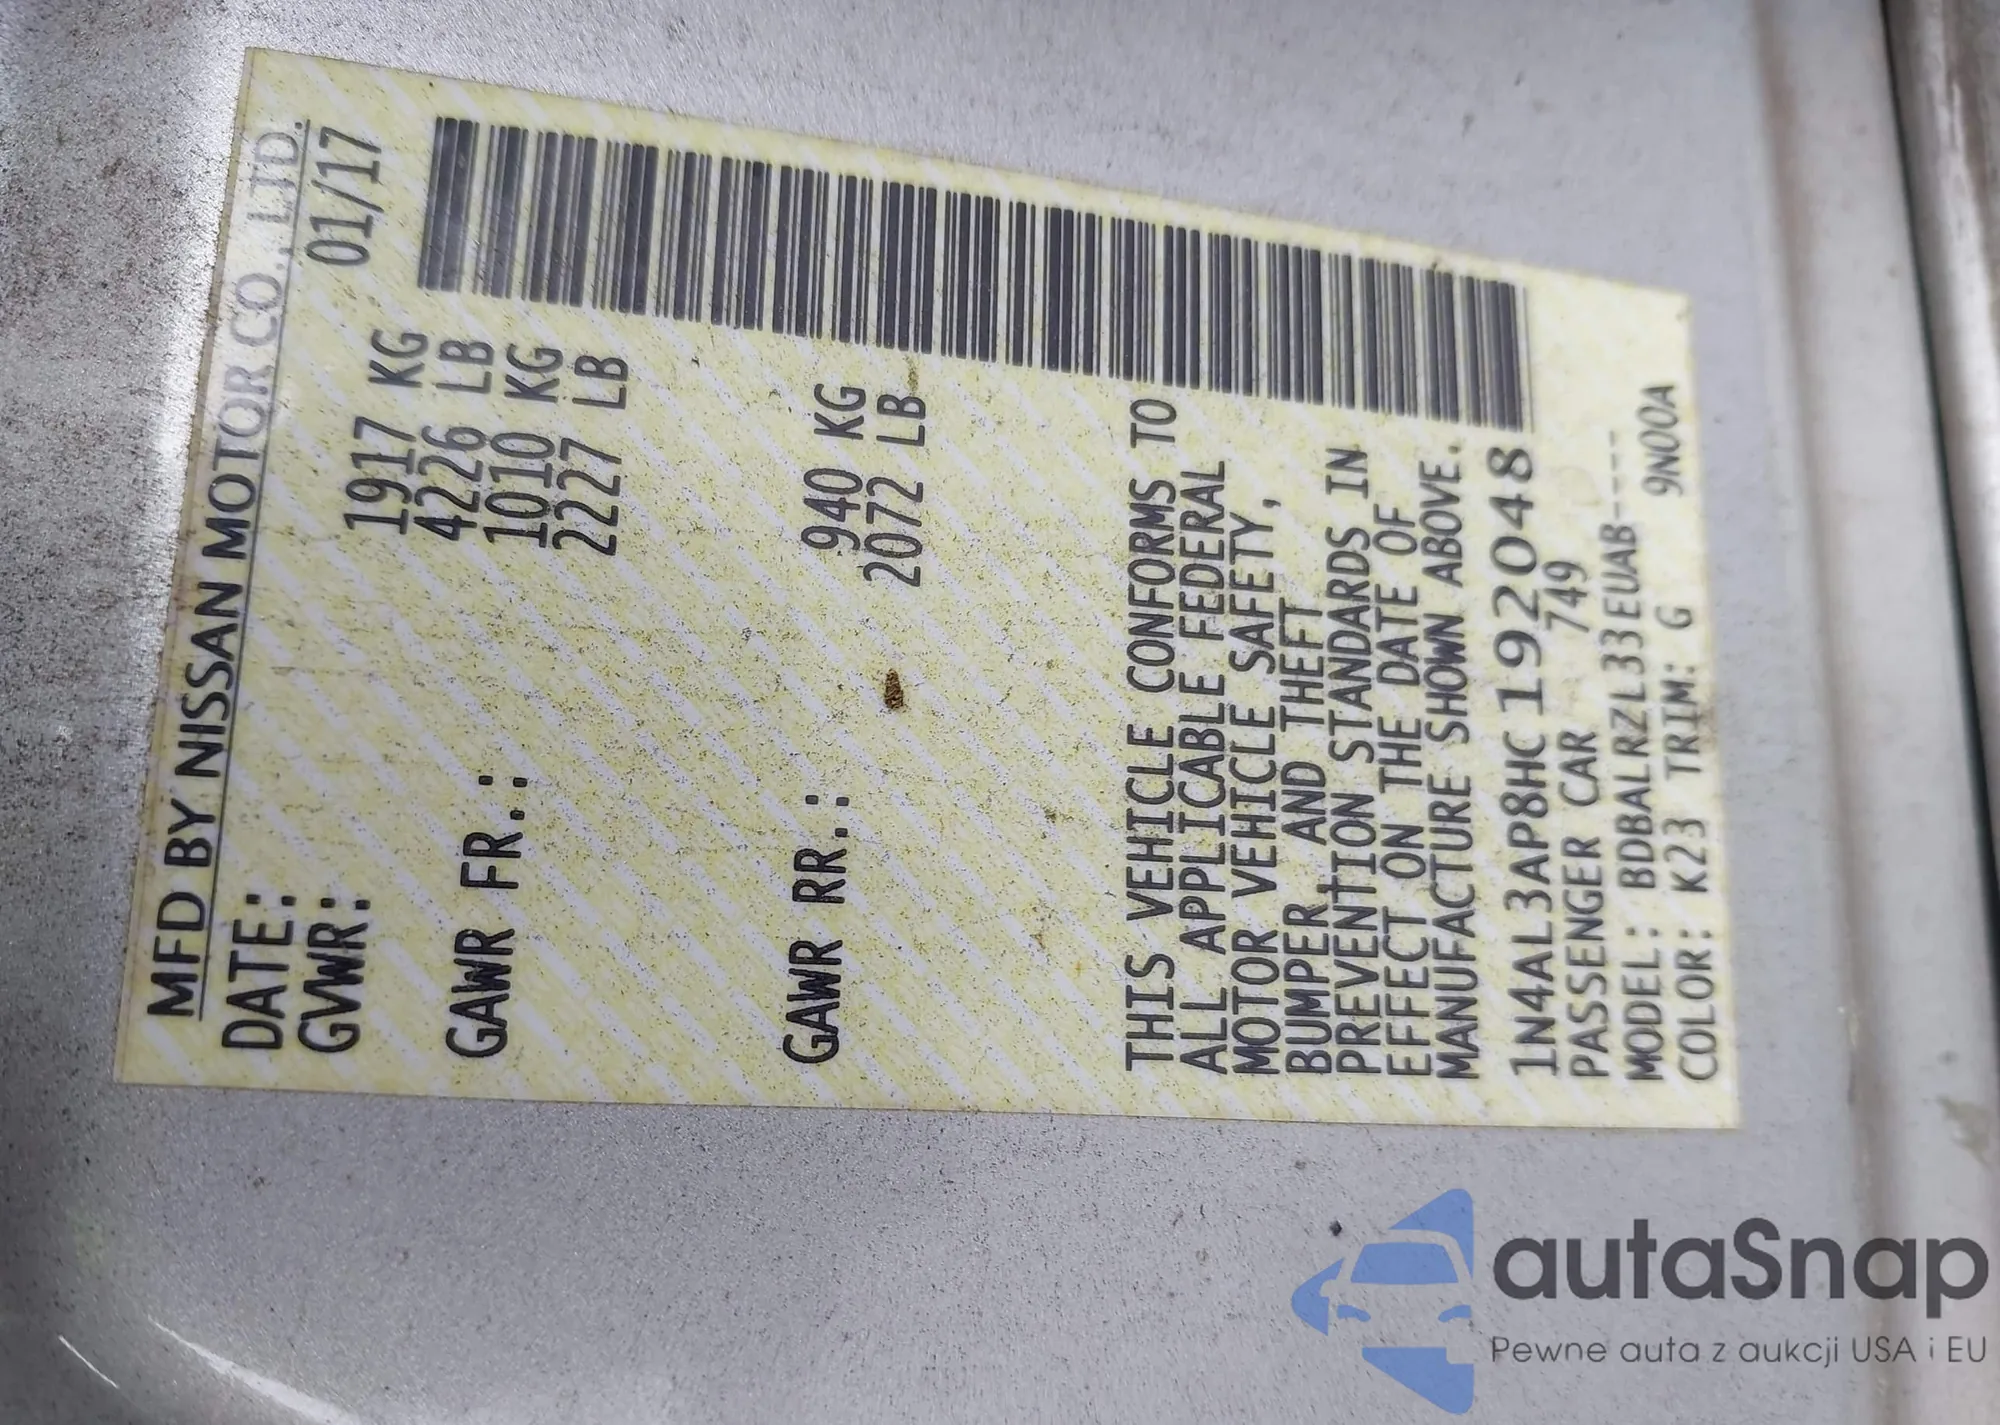 MFD BY NISSAN MOTOR CO., LTD.
DATE: 01/17
GVWR: 1917 KG
4226 LB
GAWR FR.: 1010 KG
2227 LB
GAWR RR.: 940 KG
2072 LB
THIS VEHICLE CONFORMS TO
ALL APPLICABLE FEDERAL
MOTOR VEHICLE SAFETY,
BUMPER AND THEFT
PREVENTION STANDARDS IN
EFFECT ON THE DATE OF
MANUFACTURE SHOWN ABOVE.
1N4AL3AP8HC192048
PASSENGER CAR 749
MODEL: BDBALRZL33EUAB----
COLOR: K23 TRIM: G 9N00A
autaSnap
Pewne auta z aukcji USA i EU